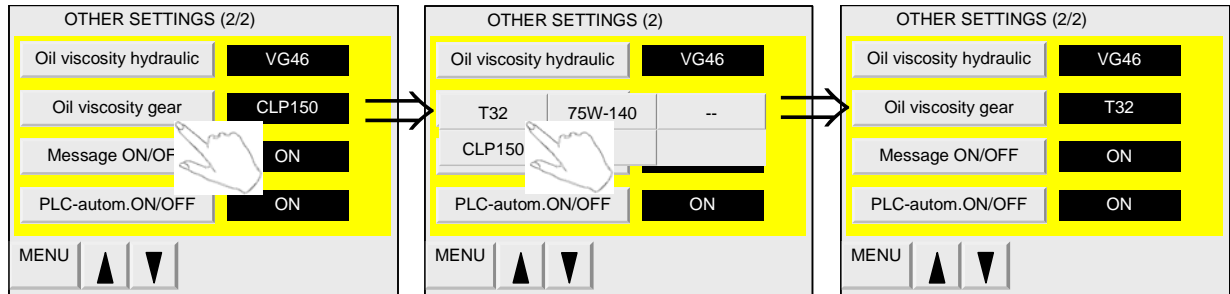 OTHER SETTINGS (2/2)
Oil viscosity hydraulic VG46
Oil viscosity gear CLP150
Message ON/OF ON
PLC-autom.ON/OFF ON
MENU
OTHER SETTINGS (2)
Oil viscosity hydraulic VG46
T32 75W-140 --
CLP150
PLC-autom.ON/OFF ON
MENU
OTHER SETTINGS (2/2)
Oil viscosity hydraulic VG46
Oil viscosity gear T32
Message ON/OFF ON
PLC-autom.ON/OFF ON
MENU